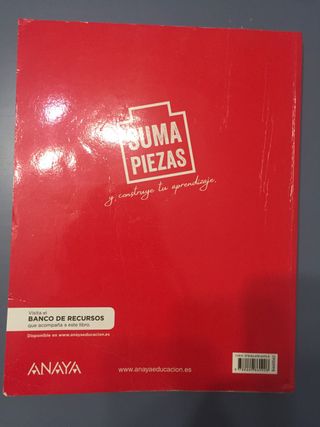 SUMA
PIEZAS
y construye tu aprendizaje.
Visita el
BANCO DE RECURSOS
que acompaña a este libro.
Disponible en www.anayaeducacion.es
ANAYA
www.anayaeducacion.es